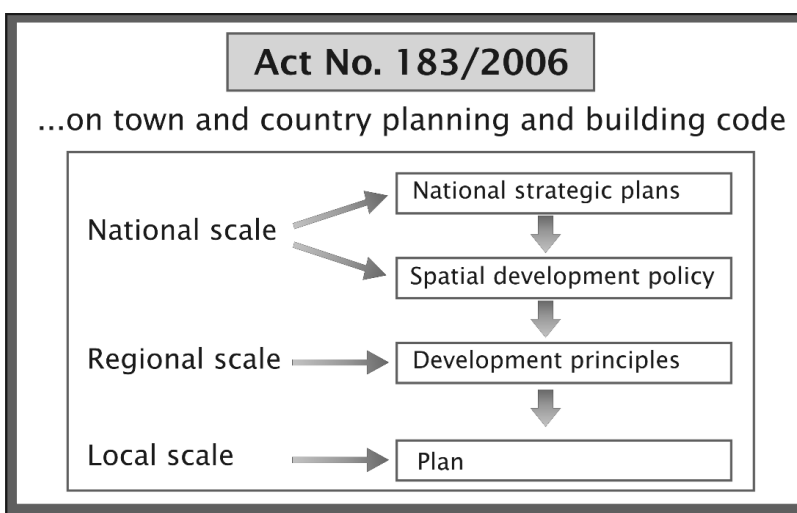 Act No. 183/2006
...on town and country planning and building code
National scale
National strategic plans
Spatial development policy
Regional scale
Development principles
Local scale
Plan